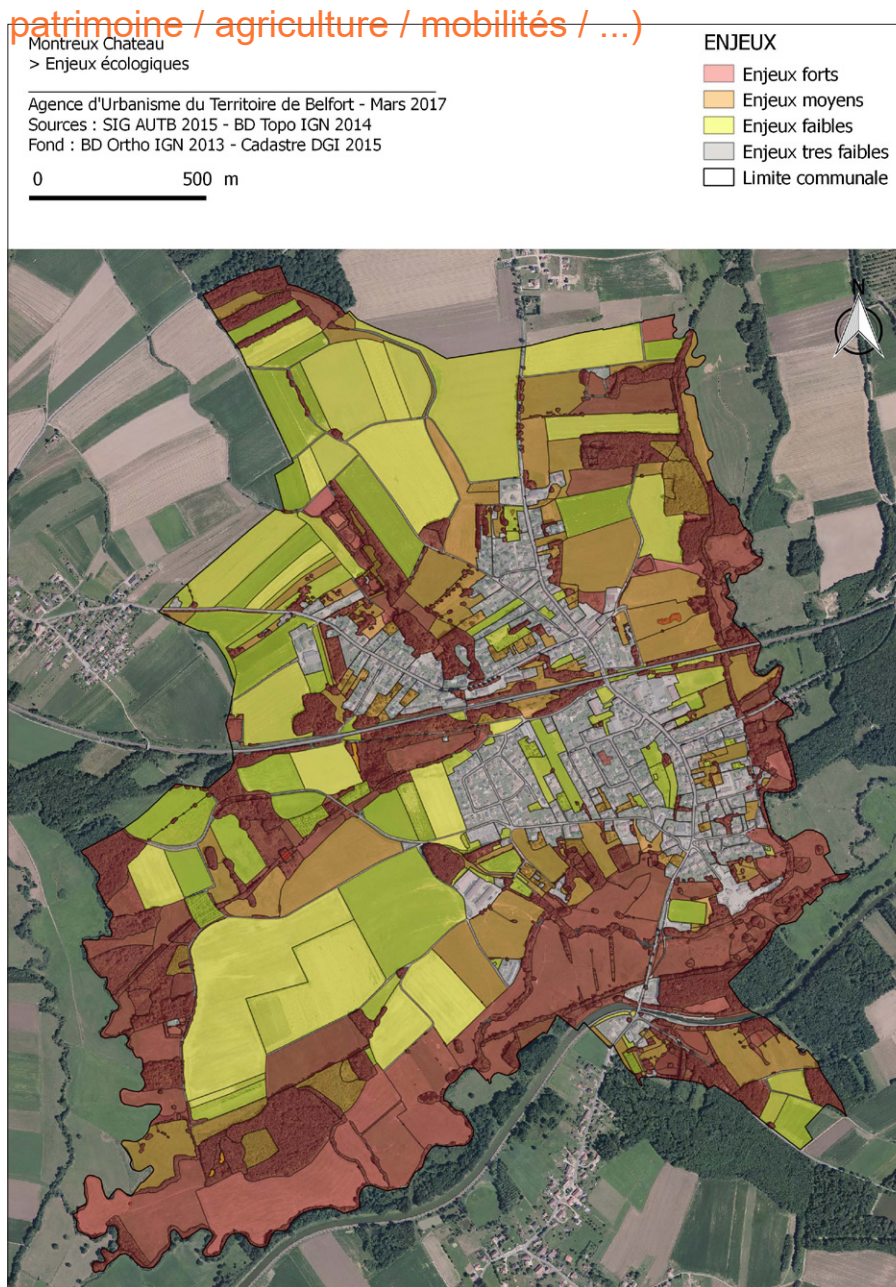 patrimoine / agriculture / mobilités / ...)
Montreux Chateau
> Enjeux écologiques
Agence d'Urbanisme du Territoire de Belfort - Mars 2017
Sources : SIG AUTB 2015 - BD Topo IGN 2014
Fond : BD Ortho IGN 2013 - Cadastre DGI 2015
0 500 m
ENJEUX
Enjeux forts
Enjeux moyens
Enjeux faibles
Enjeux tres faibles
Limite communale
N